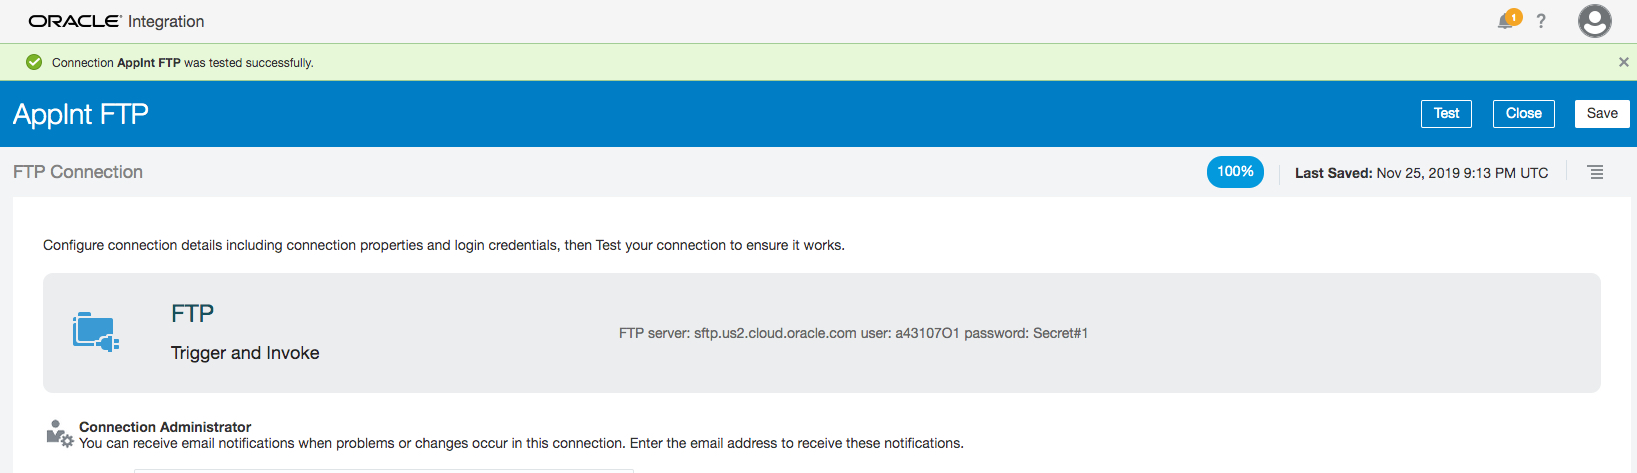 ORACLE® Integration
1
?
Connection AppInt FTP was tested successfully.
×
AppInt FTP
Test
Close
Save
FTP Connection
100%
Last Saved: Nov 25, 2019 9:13 PM UTC
Configure connection details including connection properties and login credentials, then Test your connection to ensure it works.
FTP
FTP server: sftp.us2.cloud.oracle.com user: a43107O1 password: Secret#1
Trigger and Invoke
Connection Administrator
You can receive email notifications when problems or changes occur in this connection. Enter the email address to receive these notifications.